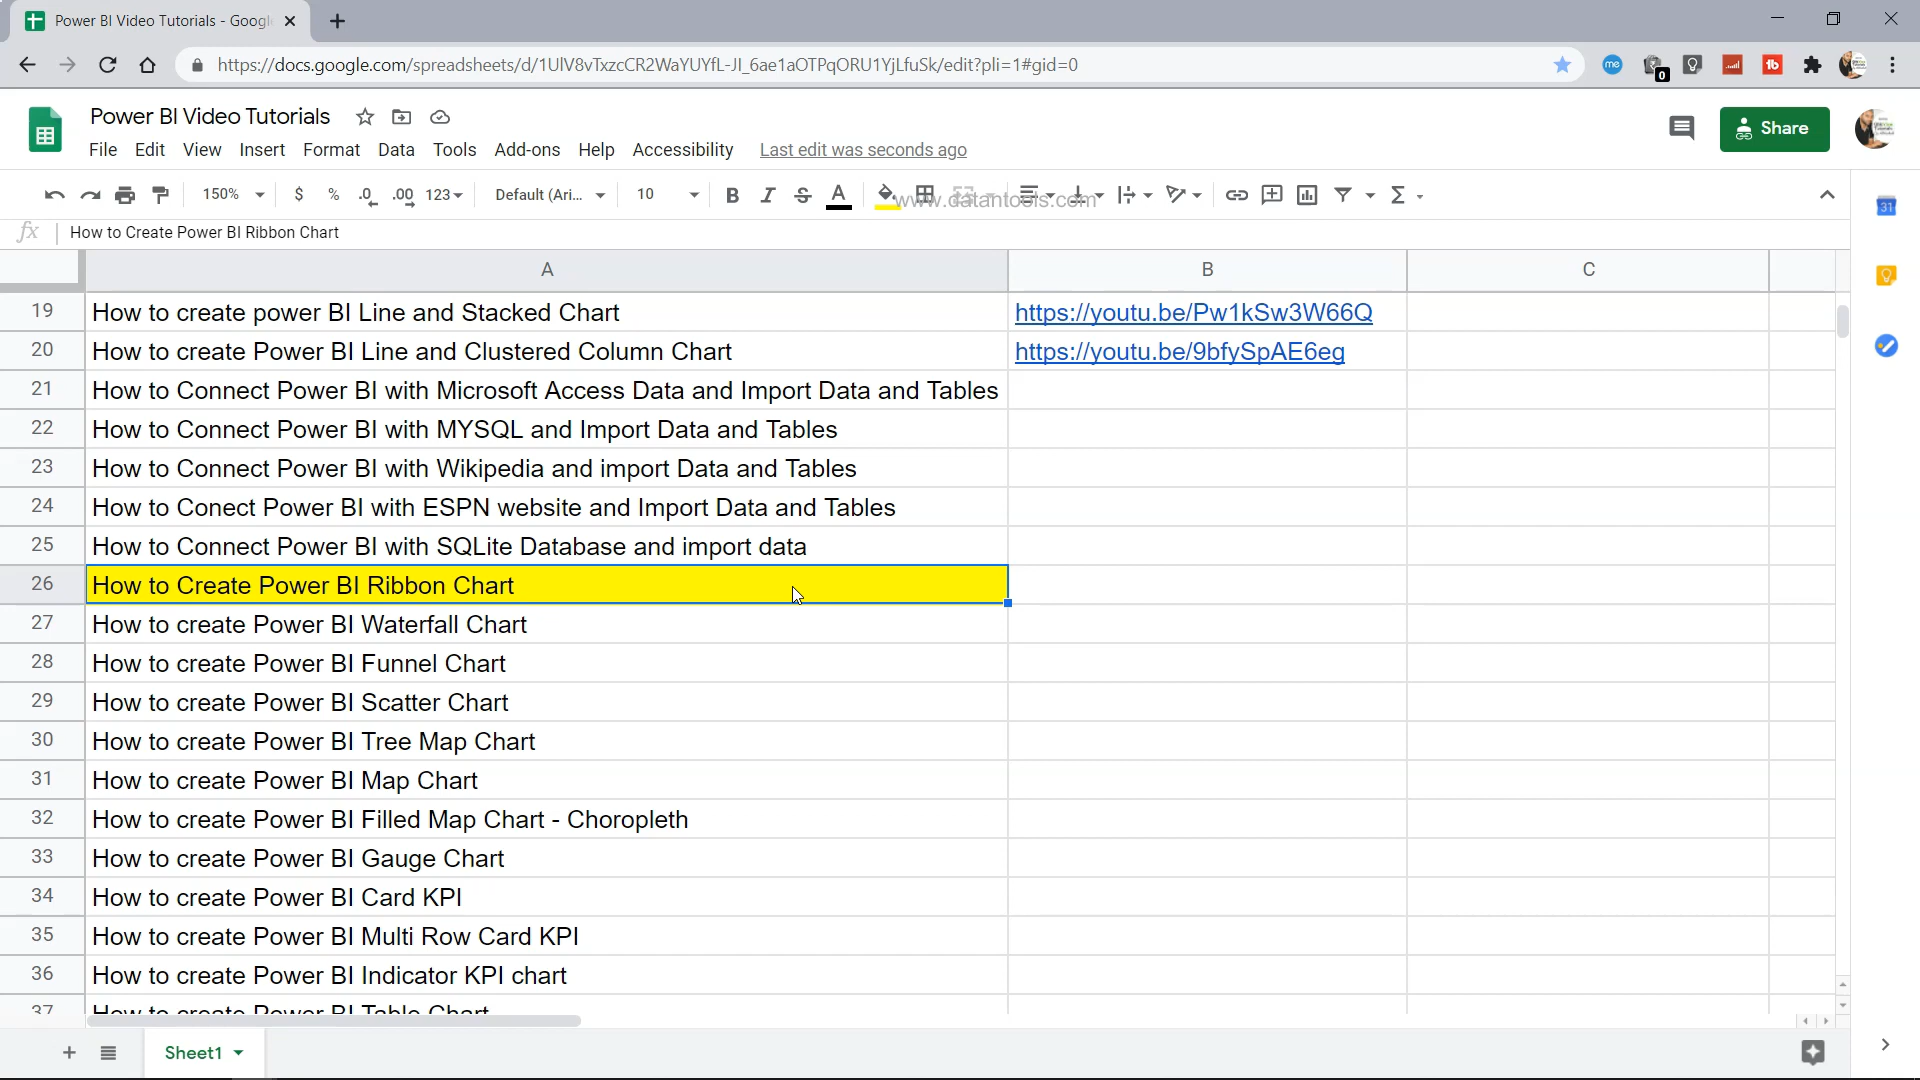 Power BI Video Tutorials - Googl
https://docs.google.com/spreadsheets/d/1UlV8vTxzcCR2WaYUYfL-JI_6ae1aOTPqORU1YjLfuSk/edit?pli=1#gid=0
me
0
tb
Power BI Video Tutorials
Share
File Edit View Insert Format Data Tools Add-ons Help Accessibility Last edit was seconds ago
150% $ % .0 .00 123 Default (Ari... 10 B I S A Σ
www.datantools.com
31
fx How to Create Power BI Ribbon Chart
A B C
19 How to create power BI Line and Stacked Chart https://youtu.be/Pw1kSw3W66Q
20 How to create Power BI Line and Clustered Column Chart https://youtu.be/9bfySpAE6eg
21 How to Connect Power BI with Microsoft Access Data and Import Data and Tables
22 How to Connect Power BI with MYSQL and Import Data and Tables
23 How to Connect Power BI with Wikipedia and import Data and Tables
24 How to Conect Power BI with ESPN website and Import Data and Tables
25 How to Connect Power BI with SQLite Database and import data
26 How to Create Power BI Ribbon Chart
27 How to create Power BI Waterfall Chart
28 How to create Power BI Funnel Chart
29 How to create Power BI Scatter Chart
30 How to create Power BI Tree Map Chart
31 How to create Power BI Map Chart
32 How to create Power BI Filled Map Chart - Choropleth
33 How to create Power BI Gauge Chart
34 How to create Power BI Card KPI
35 How to create Power BI Multi Row Card KPI
36 How to create Power BI Indicator KPI chart
37 How to create Power BI Table Chart
Sheet1